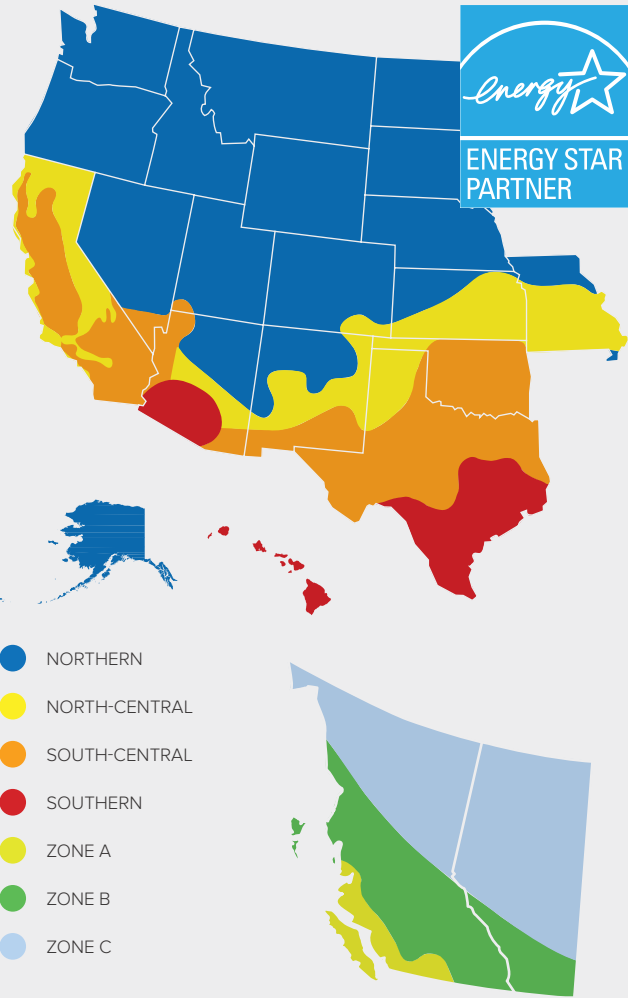 energy
ENERGY STAR
PARTNER
NORTHERN
NORTH-CENTRAL
SOUTH-CENTRAL
SOUTHERN
ZONE A
ZONE B
ZONE C